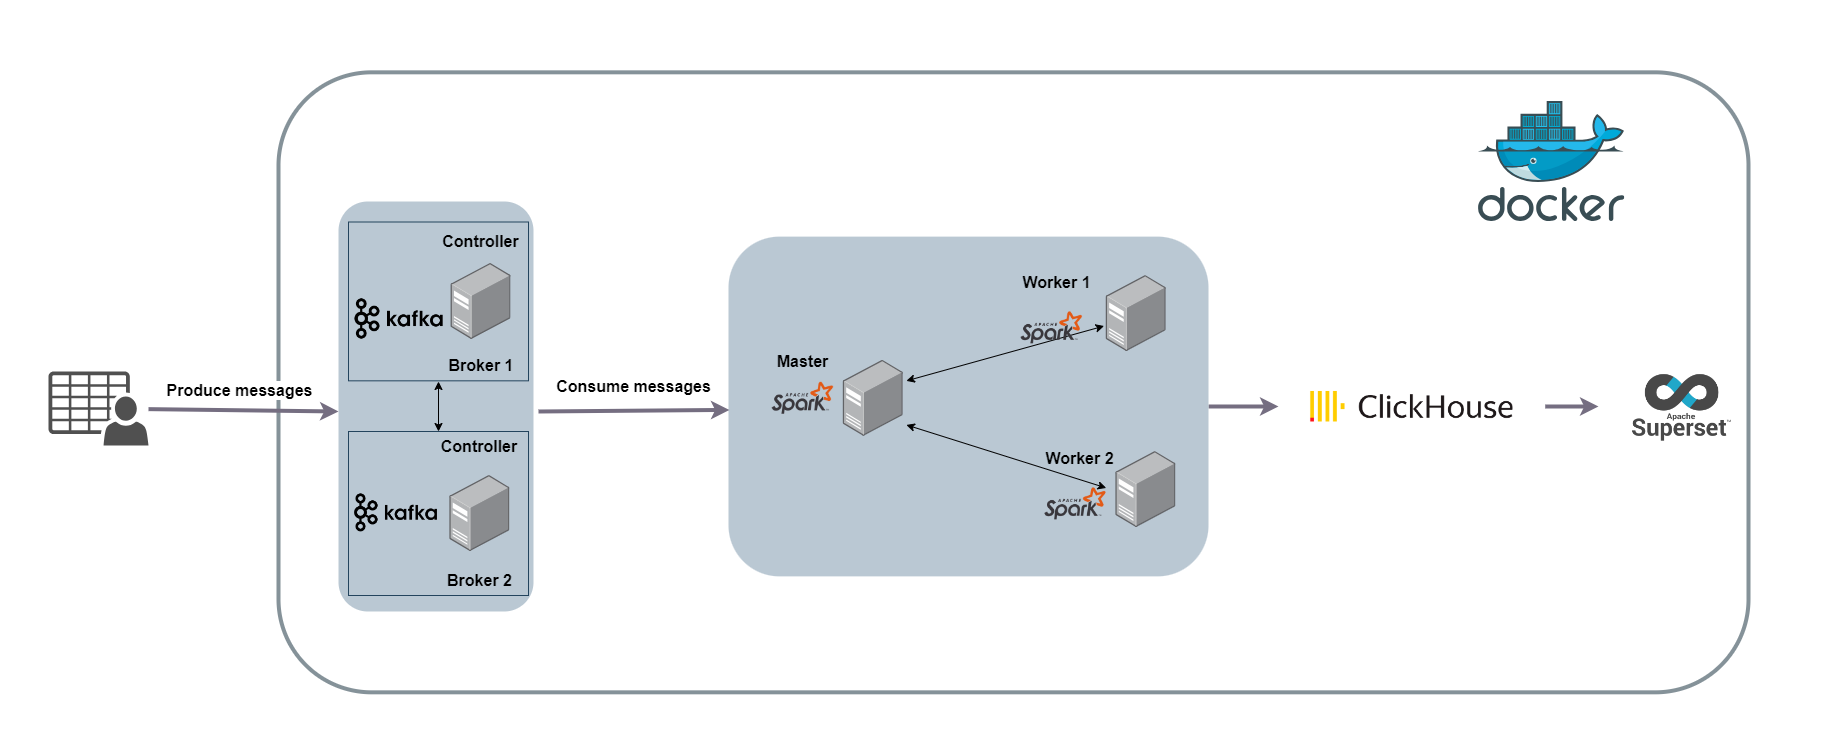 docker
Controller
kafka
Broker 1
Produce messages
Controller
kafka
Broker 2
Consume messages
Master
APACHE
Spark
Worker 1
APACHE
Spark
Worker 2
APACHE
Spark
ClickHouse
Apache
Superset